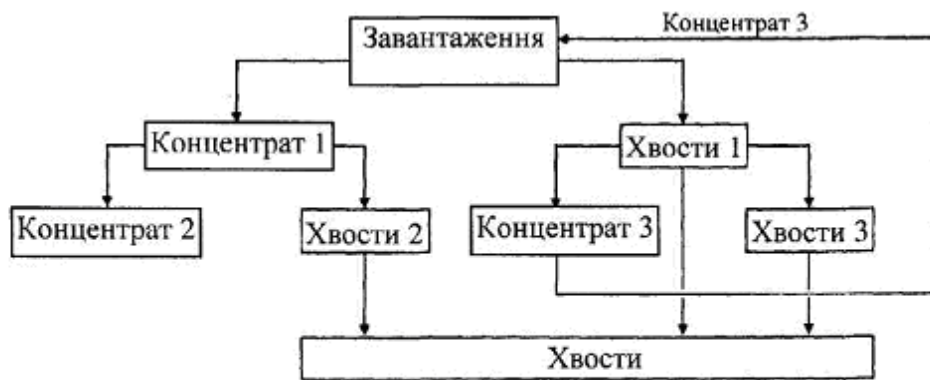 Концентрат 3
Завантаження
Концентрат 1
Хвости 1
Концентрат 2
Хвости 2
Концентрат 3
Хвости 3
Хвости